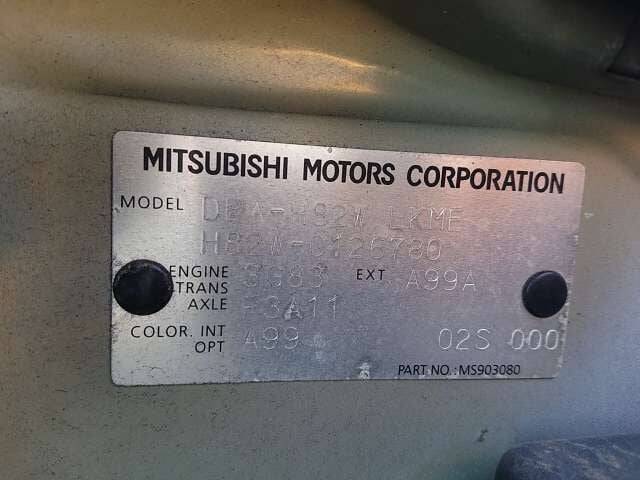 MITSUBISHI MOTORS CORPORATION
MODEL DBA-H82W LKME
H82W-0126780
ENGINE 3G83 EXT A99A
TRANS
AXLE F3A11
COLOR. INT A99 02S 000
OPT
PART NO.:MS903080